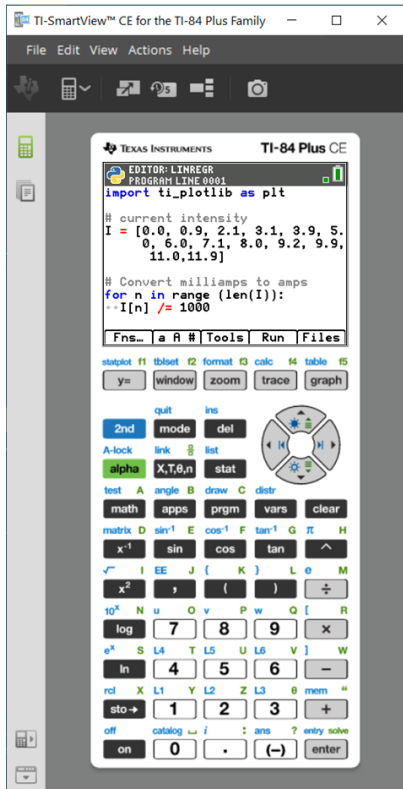 TI-SmartView™ CE for the TI-84 Plus Family
File Edit View Actions Help
TEXAS INSTRUMENTS TI-84 Plus CE
EDITOR: LINREGR
PROGRAM LINE 0001
import ti_plotlib as plt
# current intensity
I = [0.0, 0.9, 2.1, 3.1, 3.9, 5.
0, 6.0, 7.1, 8.0, 9.2, 9.9,
11.0,11.9]
# Convert milliamps to amps
for n in range (len(I)):
I[n] /= 1000
Fns… a A # Tools Run Files
statplot f1 tblset f2 format f3 calc f4 table f5
y= window zoom trace graph
quit ins
2nd mode del
A-lock link list
alpha X,T,θ,n stat
test A angle B draw C distr
math apps prgm vars clear
matrix D sin-1 E cos-1 F tan-1 G π H
x-1 sin cos tan ^
√ I EE J { K } L e M
x² , ( ) ÷
10x N u O v P w Q [ R
log 7 8 9 ×
ex S L4 T L5 U L6 V ] W
ln 4 5 6 −
rcl X L1 Y L2 Z L3 θ mem "
sto→ 1 2 3 +
off catalog i : ans ? entry solve
on 0 . (−) enter